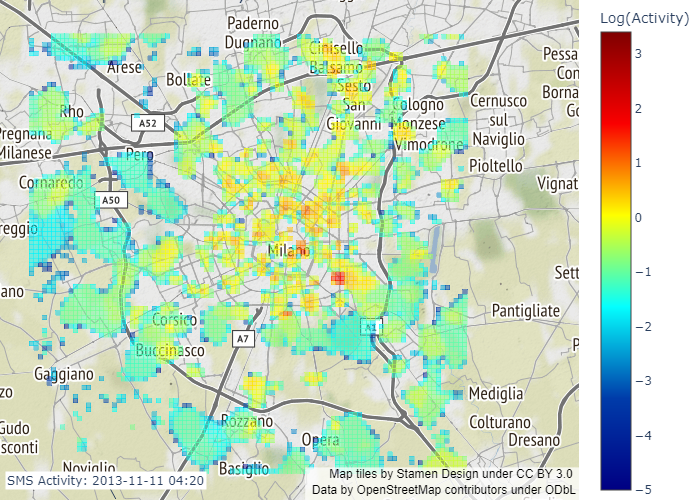 Log(Activity)
3
2
1
0
−1
−2
−3
−4
−5
Paderno
Dugnano
Cinisello
Balsamo
Arese
Bollate
Sesto
San
Giovanni
Cologno
Monzese
Cernusco
sul
Naviglio
Pessa
Con
Borna
Go
Rho
A52
Pregnana
Milanese
Pero
Vimodrone
Pioltello
Vignat
Cornaredo
A50
reggio
Milano
Sett
ano
Corsico
A1
Pantigliate
Buccinasco
A7
P
Gaggiano
zo
Mediglia
Gudo
sconti
Rozzano
Opera
Colturano
Dresano
Noviglio
Basiglio
SMS Activity: 2013-11-11 04:20
Map tiles by Stamen Design under CC BY 3.0
Data by OpenStreetMap contributors under ODbL